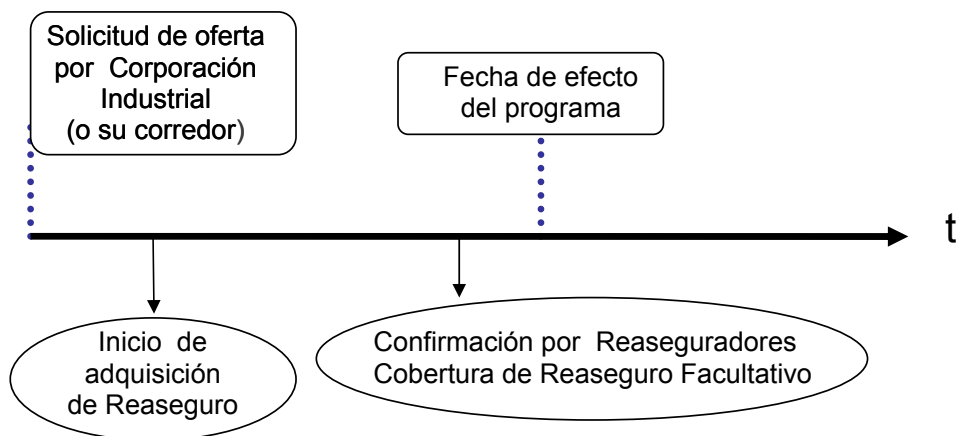 Solicitud de oferta
por Corporación
Industrial
(o su corredor)
Fecha de efecto
del programa
t
Inicio de
adquisición
de Reaseguro
Confirmación por Reaseguradores
Cobertura de Reaseguro Facultativo